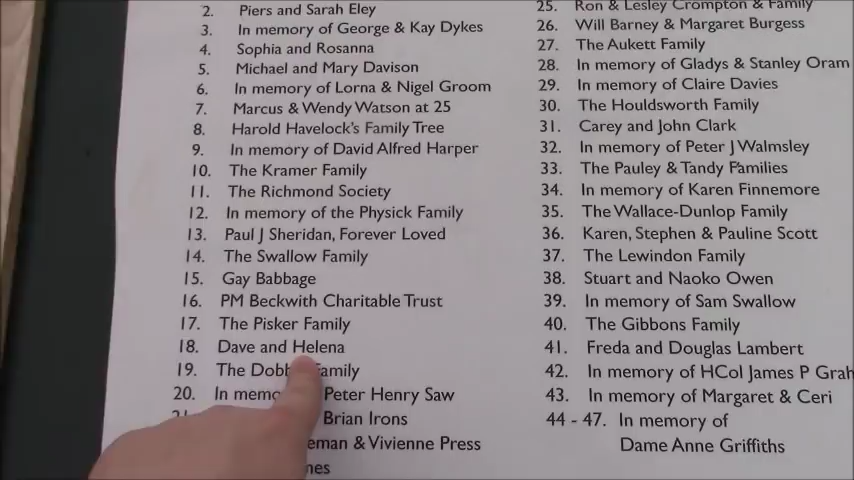 2. Piers and Sarah Eley
3. In memory of George & Kay Dykes
4. Sophia and Rosanna
5. Michael and Mary Davison
6. In memory of Lorna & Nigel Groom
7. Marcus & Wendy Watson at 25
8. Harold Havelock's Family Tree
9. In memory of David Alfred Harper
10. The Kramer Family
11. The Richmond Society
12. In memory of the Physick Family
13. Paul J Sheridan, Forever Loved
14. The Swallow Family
15. Gay Babbage
16. PM Beckwith Charitable Trust
17. The Pisker Family
18. Dave and Helena
19. The Family
20. In Peter Henry Saw
Brian Irons
& Vivienne Press
25. Ron & Lesley Crompton & Family
26. Will Barney & Margaret Burgess
27. The Aukett Family
28. In memory of Gladys & Stanley Oram
29. In memory of Claire Davies
30. The Houldsworth Family
31. Carey and John Clark
32. In memory of Peter J Walmsley
33. The Pauley & Tandy Families
34. In memory of Karen Finnemore
35. The Wallace-Dunlop Family
36. Karen, Stephen & Pauline Scott
37. The Lewindon Family
38. Stuart and Naoko Owen
39. In memory of Sam Swallow
40. The Gibbons Family
41. Freda and Douglas Lambert
42. In memory of HCol James P
43. In memory of Margaret & Ceri
44 - 47. In memory of
Dame Anne Griffiths